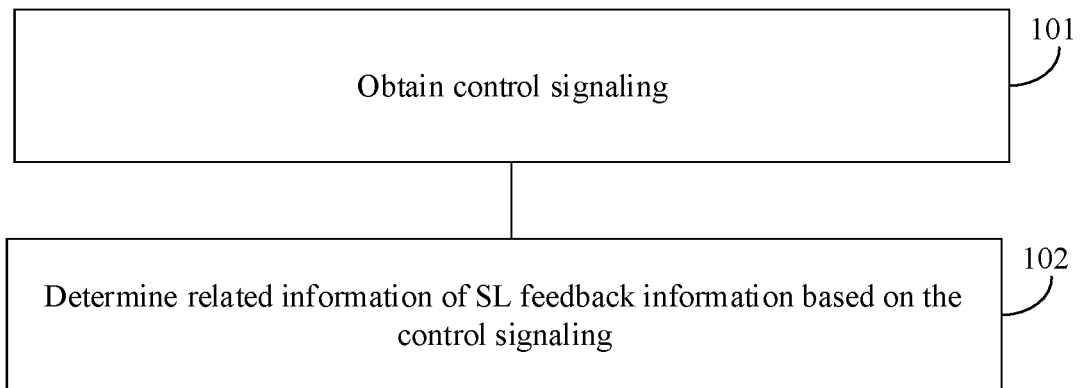 101
Obtain control signaling
102
Determine related information of SL feedback information based on the
control signaling